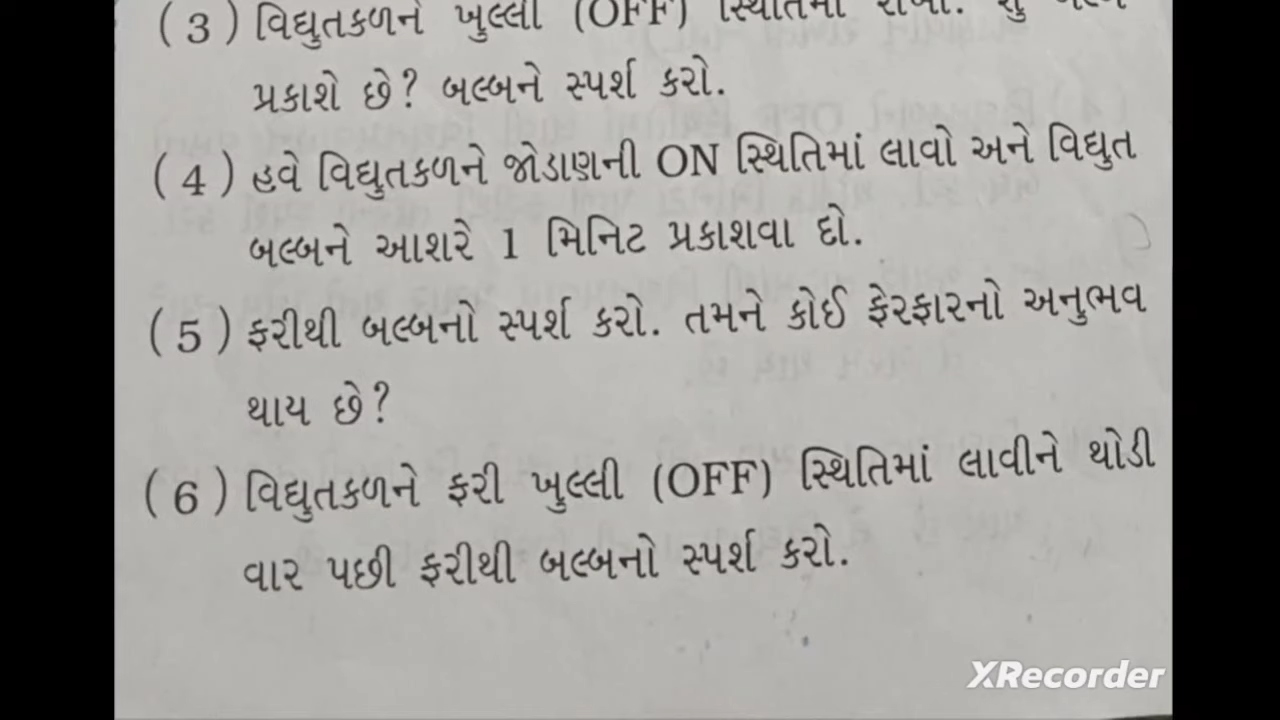 ( 3 ) વિદ્યુતકળને ખુલ્લી (OFF) સ્થિતિમાં રાખો. શું બલ્બ
પ્રકાશે છે? બલ્બને સ્પર્શ કરો.
( 4 ) હવે વિદ્યુતકળને જોડાણની ON સ્થિતિમાં લાવો અને વિદ્યુત
બલ્બને આશરે 1 મિનિટ પ્રકાશવા દો.
( 5 ) ફરીથી બલ્બનો સ્પર્શ કરો. તમને કોઈ ફેરફારનો અનુભવ
થાય છે?
( 6 ) વિદ્યુતકળને ફરી ખુલ્લી (OFF) સ્થિતિમાં લાવીને થોડી
વાર પછી ફરીથી બલ્બનો સ્પર્શ કરો.
XRecorder